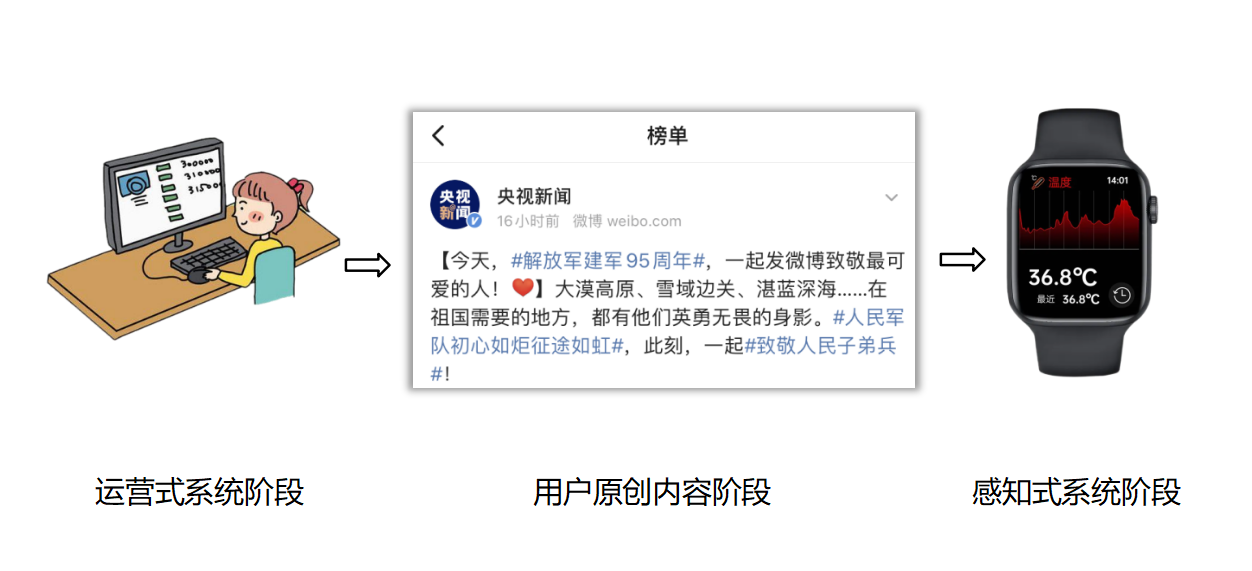 300000
310000
315000
榜单
央视
新闻
央视新闻
16小时前 微博 weibo.com
【今天，#解放军建军95周年#，一起发微博致敬最可
爱的人！❤️】大漠高原、雪域边关、湛蓝深海......在
祖国需要的地方，都有他们英勇无畏的身影。#人民军
队初心如炬征途如虹#，此刻，一起#致敬人民子弟兵
#！
℃ 温度 14:01
36.8℃
最近 36.8℃
运营式系统阶段
用户原创内容阶段
感知式系统阶段